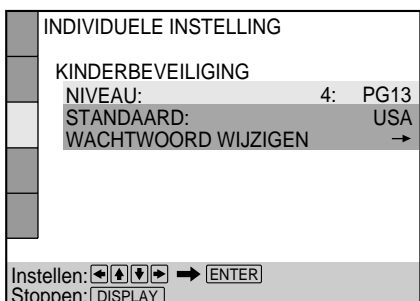 INDIVIDUELE INSTELLING
KINDERBEVEILIGING
NIVEAU: 4: PG13
STANDAARD: USA
WACHTWOORD WIJZIGEN →
Instellen: ←↑↓→ → ENTER
Stoppen: DISPLAY